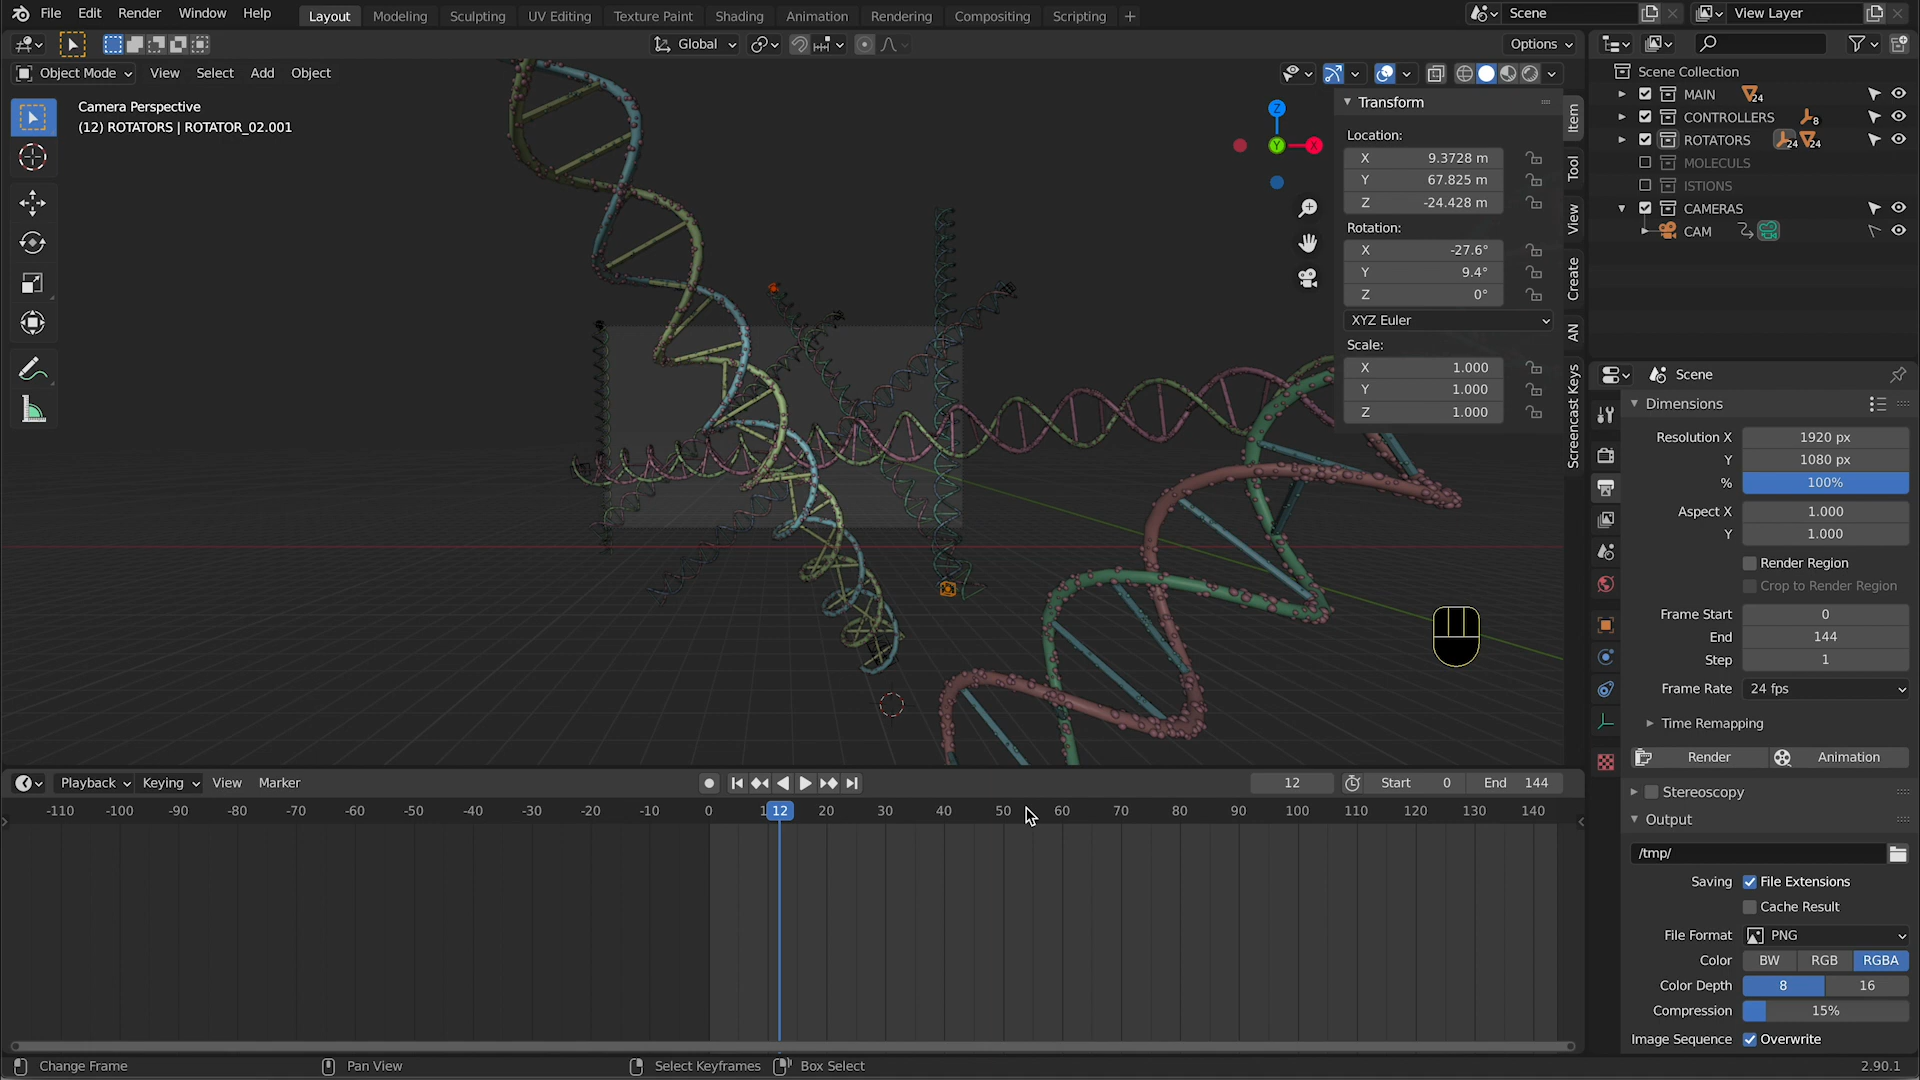 File Edit Render Window Help Layout Modeling Sculpting UV Editing Texture Paint Shading Animation Rendering Compositing Scripting + Scene View Layer
Global Options
Object Mode View Select Add Object
Camera Perspective
(12) ROTATORS | ROTATOR_02.001
Z
Y
X
Transform
Location:
X 9.3728 m
Y 67.825 m
Z -24.428 m
Rotation:
X -27.6°
Y 9.4°
Z 0°
XYZ Euler
Scale:
X 1.000
Y 1.000
Z 1.000
Item
Tool
View
Create
AN
Screencast Keys
Scene Collection
MAIN 24
CONTROLLERS 8
ROTATORS 24 24
MOLECULS
ISTIONS
CAMERAS
CAM
Scene
Dimensions
Resolution X 1920 px
Y 1080 px
% 100%
Aspect X 1.000
Y 1.000
Render Region
Crop to Render Region
Frame Start 0
End 144
Step 1
Frame Rate 24 fps
Time Remapping
Render Animation
Stereoscopy
Output
/tmp/
Saving File Extensions
Cache Result
File Format PNG
Color BW RGB RGBA
Color Depth 8 16
Compression 15%
Image Sequence Overwrite
Playback Keying View Marker 12 Start 0 End 144
-110 -100 -90 -80 -70 -60 -50 -40 -30 -20 -10 0 12 20 30 40 50 60 70 80 90 100 110 120 130 140
Change Frame Pan View Select Keyframes Box Select 2.90.1